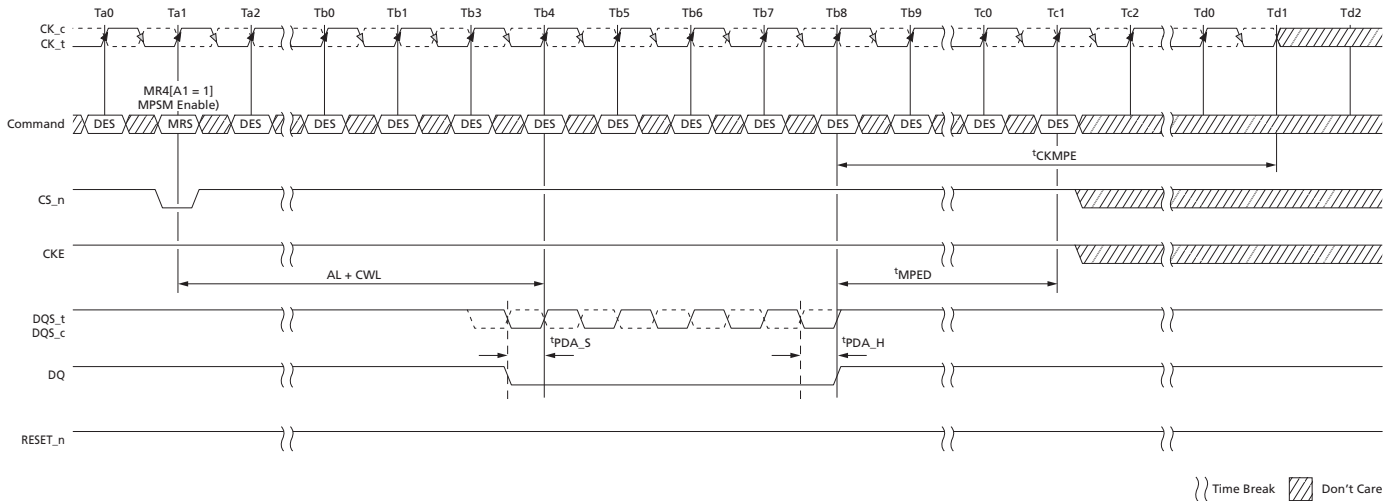 Ta0 Ta1 Ta2 Tb0 Tb1 Tb3 Tb4 Tb5 Tb6 Tb7 Tb8 Tb9 Tc0 Tc1 Tc2 Td0 Td1 Td2
CK_c
CK_t
MR4[A1 = 1]
MPSM Enable)
Command DES MRS DES DES DES DES DES DES DES DES DES DES DES DES
tCKMPE
CS_n
CKE
AL + CWL tMPED
DQS_t
DQS_c
tPDA_S tPDA_H
DQ
RESET_n
Time Break Don't Care